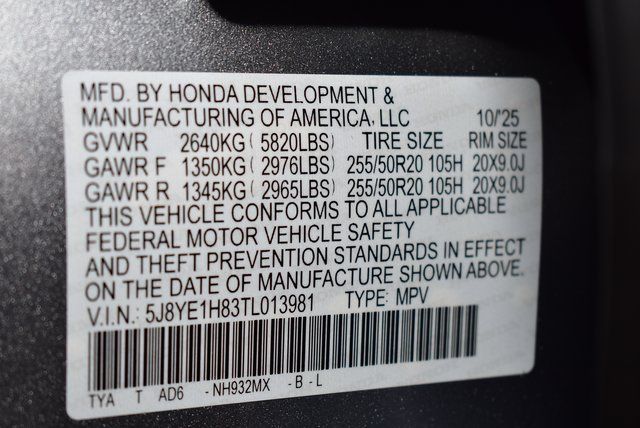 MFD. BY HONDA DEVELOPMENT &
MANUFACTURING OF AMERICA, LLC 10/'25
GVWR 2640KG ( 5820LBS) TIRE SIZE RIM SIZE
GAWR F 1350KG ( 2976LBS) 255/50R20 105H 20X9.0J
GAWR R 1345KG ( 2965LBS) 255/50R20 105H 20X9.0J
THIS VEHICLE CONFORMS TO ALL APPLICABLE
FEDERAL MOTOR VEHICLE SAFETY
AND THEFT PREVENTION STANDARDS IN EFFECT
ON THE DATE OF MANUFACTURE SHOWN ABOVE.
V.I.N.: 5J8YE1H83TL013981 TYPE: MPV
TYA T AD6 -NH932MX -B-L